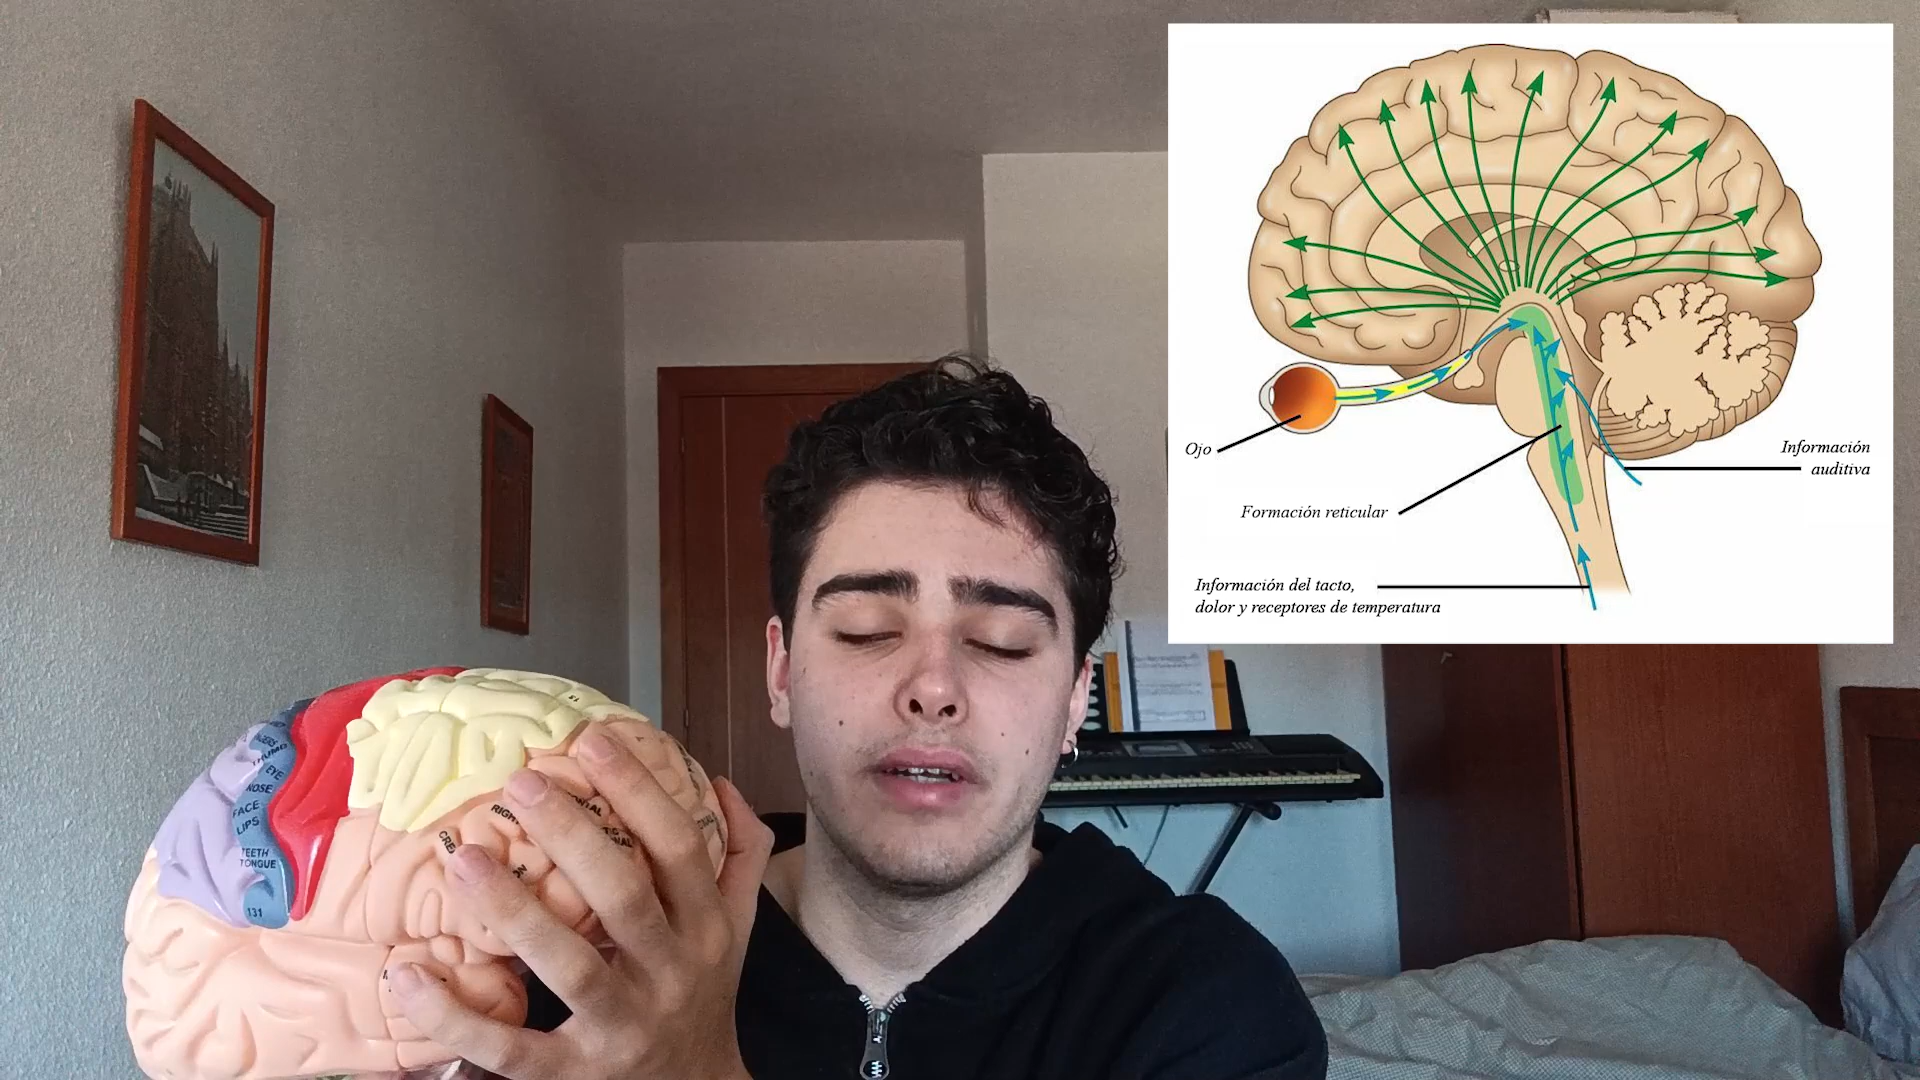 Ojo
Formación reticular
Información
auditiva
Información del tacto,
dolor y receptores de temperatura
THUMB
EYE
NOSE
FACE
LIPS
TEETH
TONGUE
131
15